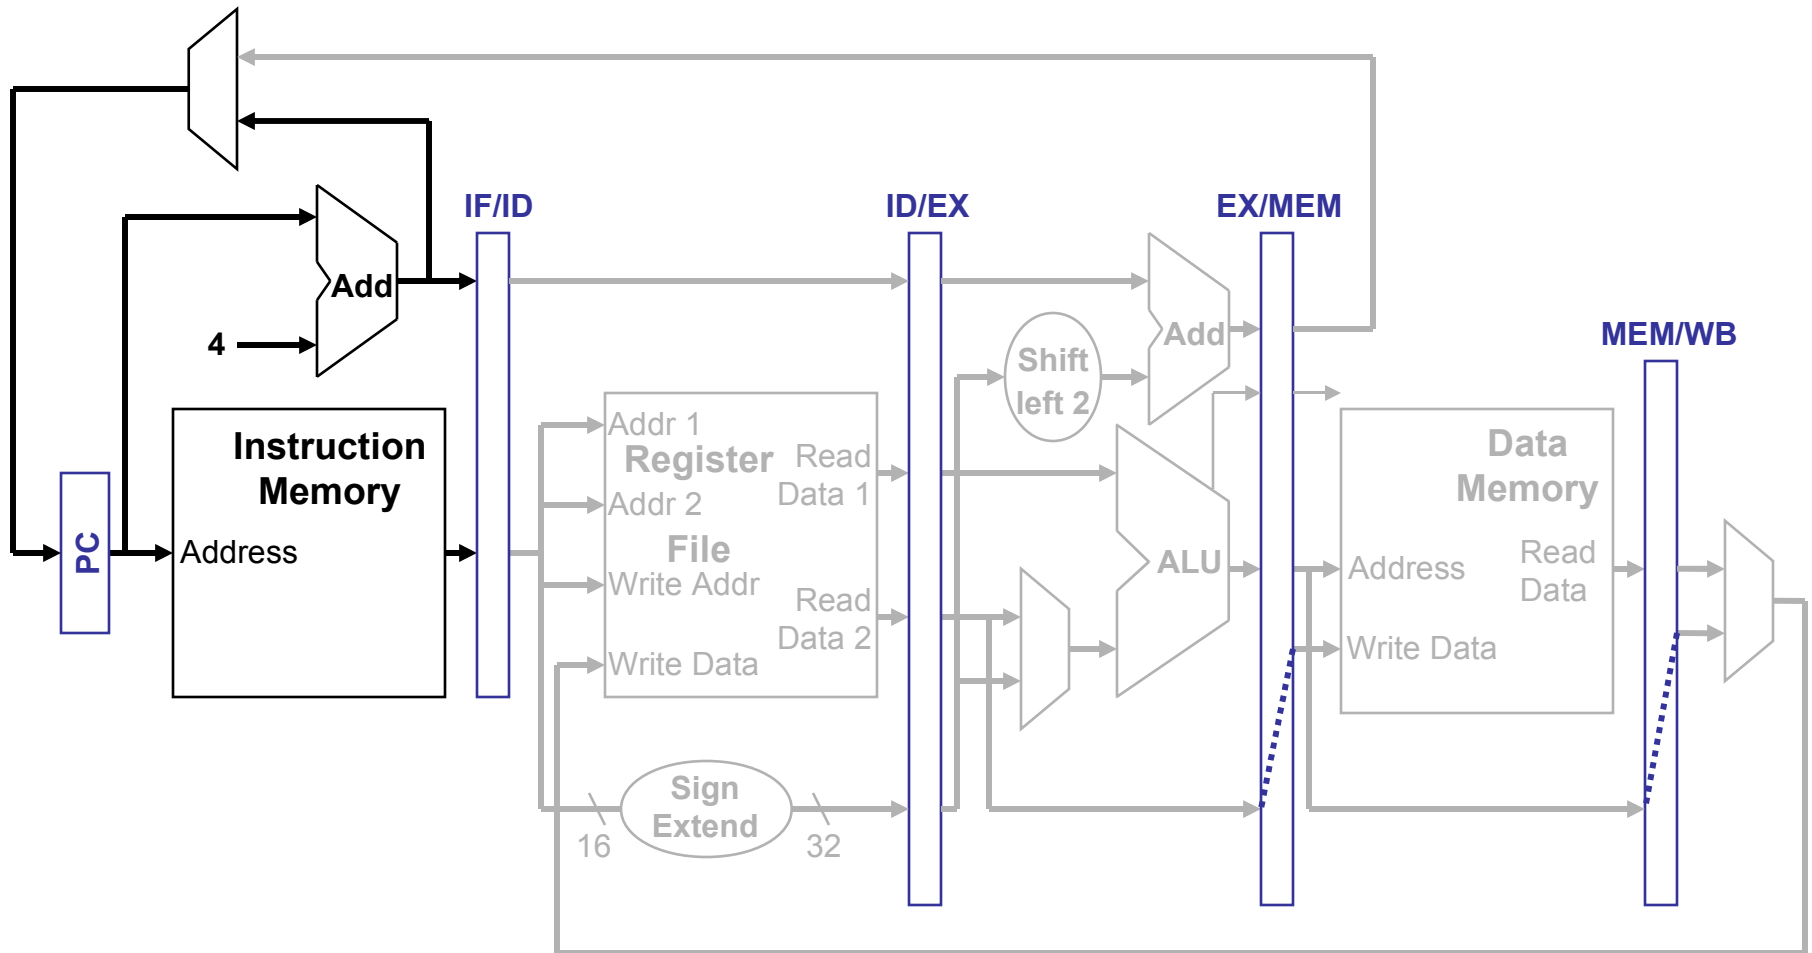 IF/ID
ID/EX
EX/MEM
MEM/WB
Add
4
Instruction
Memory
Address
PC
Addr 1
Register
Read
Data 1
Addr 2
File
Write Addr
Read
Data 2
Write Data
Sign
Extend
16
32
Shift
left 2
Add
ALU
Data
Memory
Address
Read
Data
Write Data